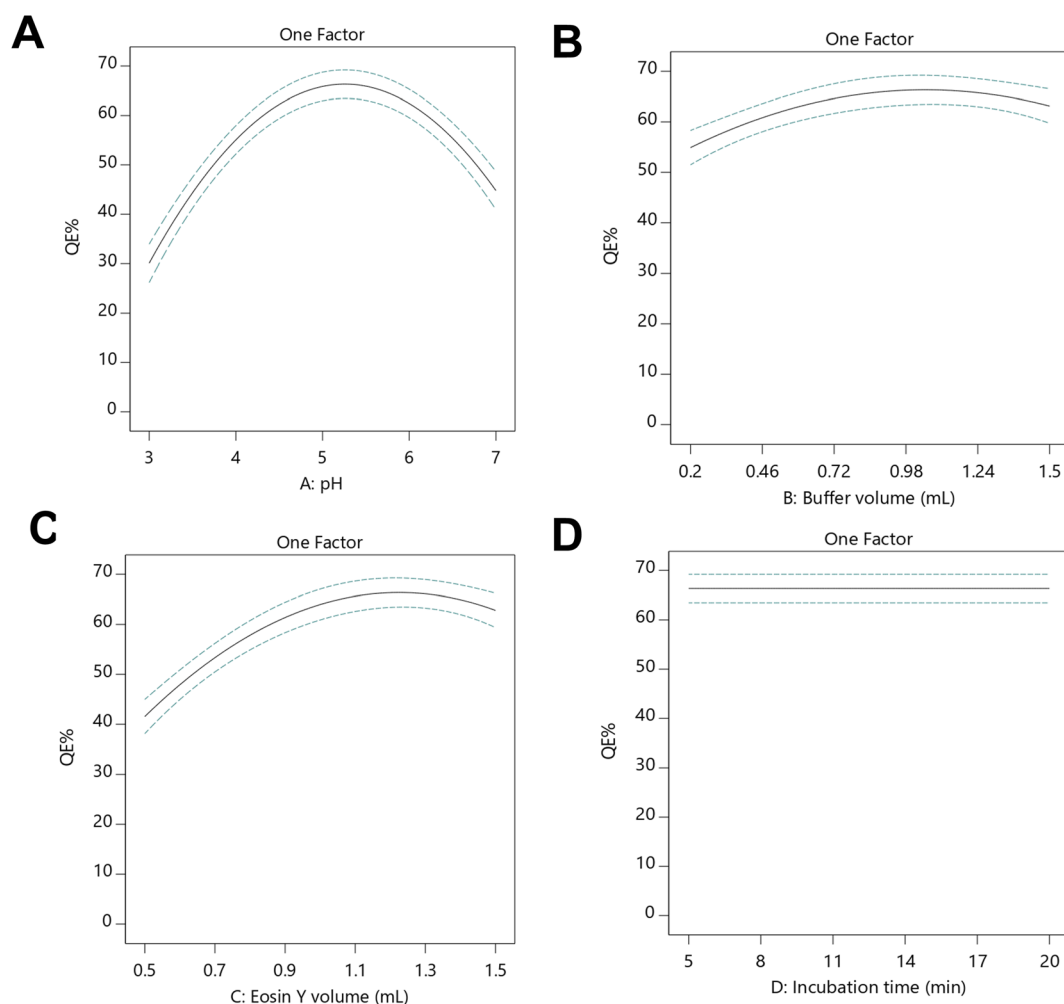 A
One Factor
70
60
50
40
30
20
10
0
QE%
3 4 5 6 7
A: pH
B
One Factor
70
60
50
40
30
20
10
0
QE%
0.2 0.46 0.72 0.98 1.24 1.5
B: Buffer volume (mL)
C
One Factor
70
60
50
40
30
20
10
0
QE%
0.5 0.7 0.9 1.1 1.3 1.5
C: Eosin Y volume (mL)
D
One Factor
70
60
50
40
30
20
10
0
QE%
5 8 11 14 17 20
D: Incubation time (min)